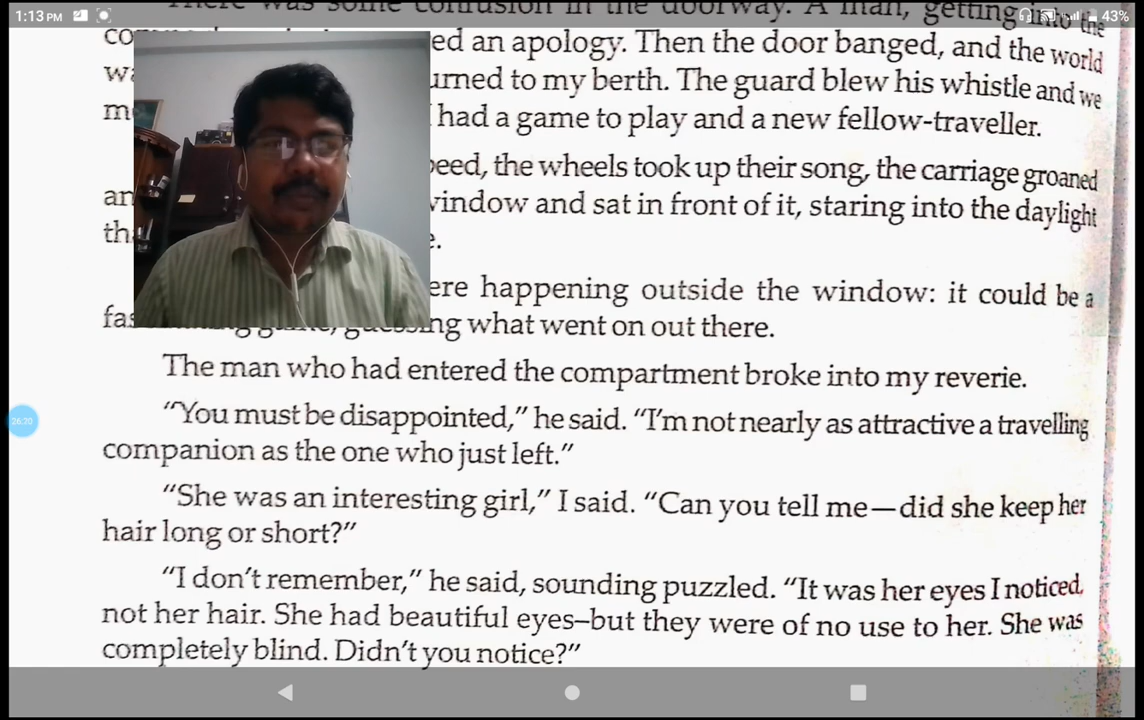 1:13 PM 43%
There was some confusion in the doorway. A man, getting into the
ed an apology. Then the door banged, and the world
urned to my berth. The guard blew his whistle and we
had a game to play and a new fellow-traveller.
eed, the wheels took up their song, the carriage groaned
an indow and sat in front of it, staring into the daylight
th e.
ere happening outside the window: it could be a
fas ing what went on out there.
The man who had entered the compartment broke into my reverie.
"You must be disappointed," he said. "I'm not nearly as attractive a travelling
companion as the one who just left."
"She was an interesting girl," I said. "Can you tell me—did she keep her
hair long or short?"
"I don't remember," he said, sounding puzzled. "It was her eyes I noticed,
not her hair. She had beautiful eyes–but they were of no use to her. She was
completely blind. Didn't you notice?"
26:20